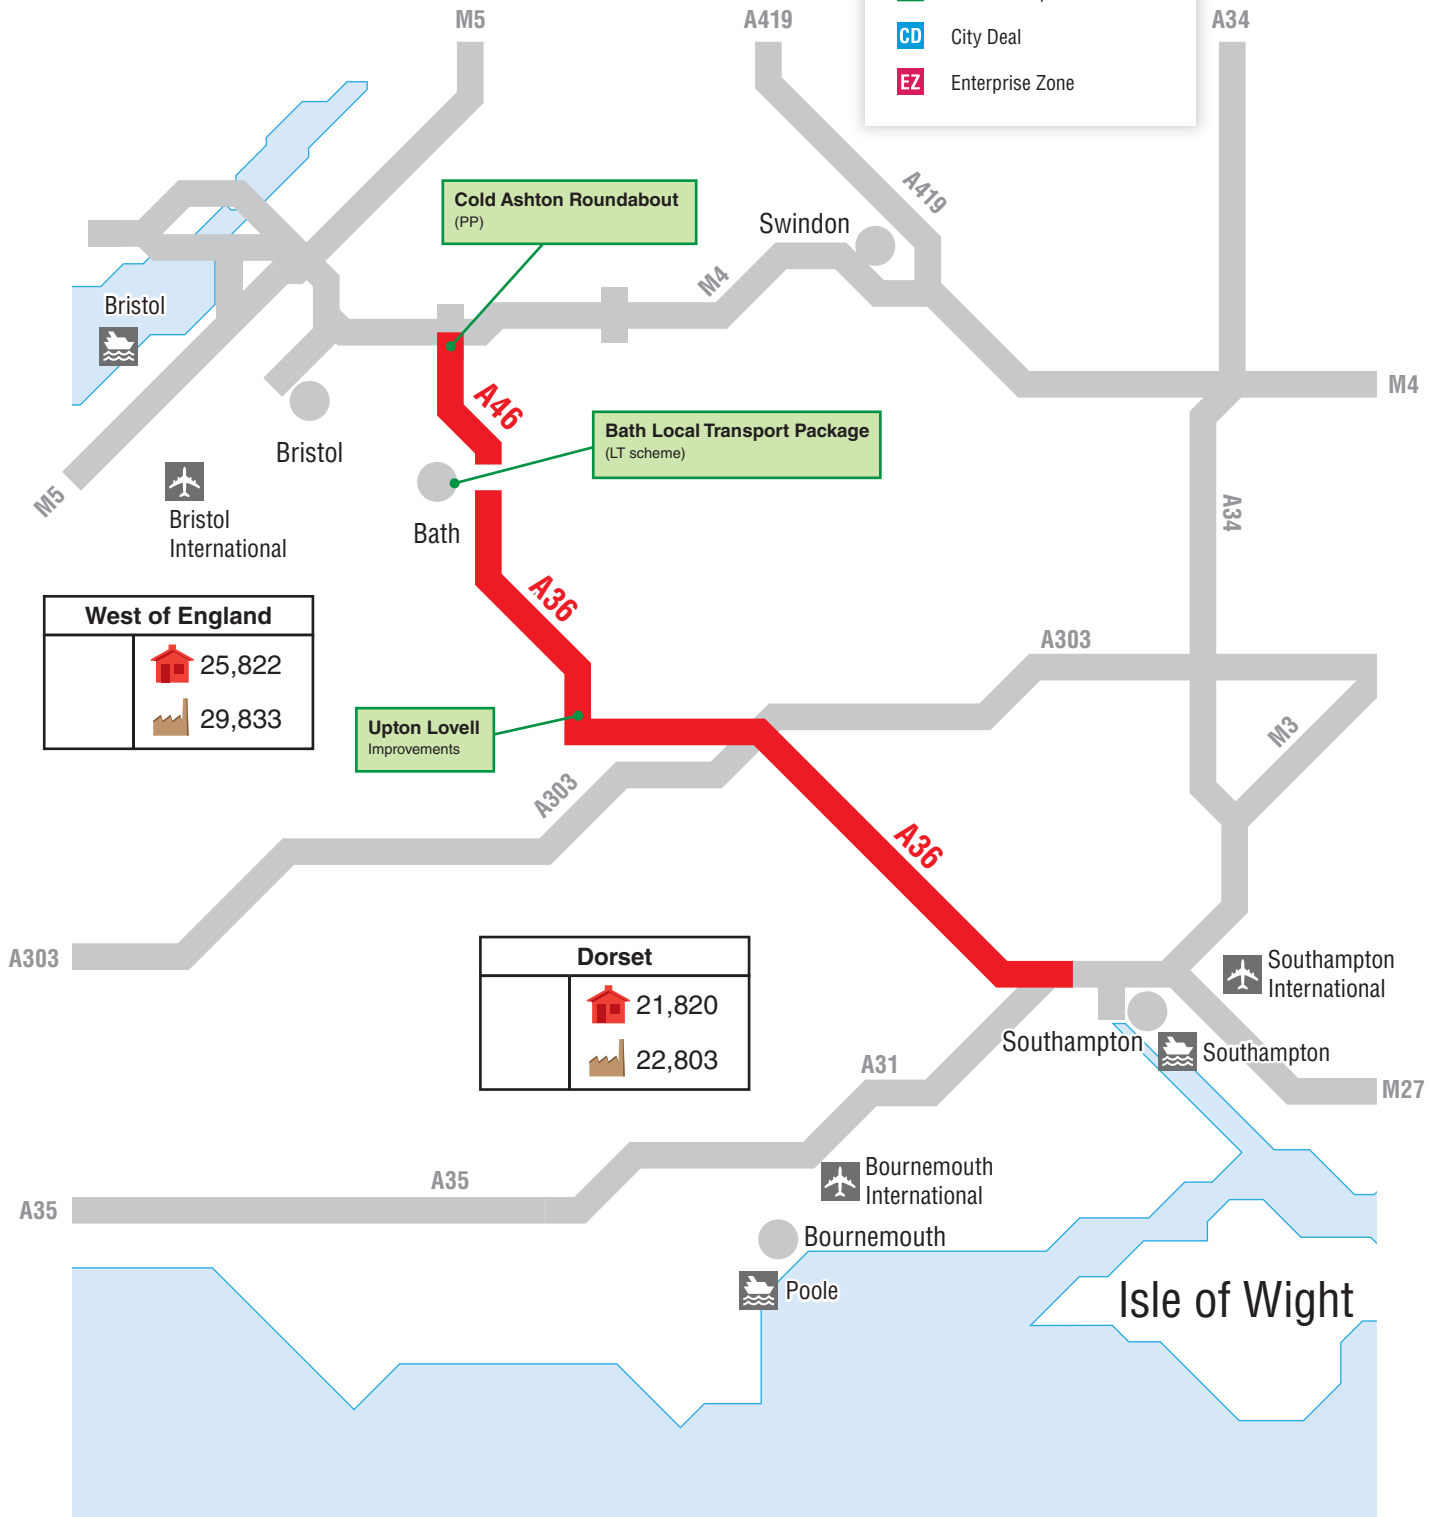 M5
A419
A34
CD City Deal
EZ Enterprise Zone
Cold Ashton Roundabout
(PP)
A419
Swindon
M4
Bristol
M4
A46
Bath Local Transport Package
(LT scheme)
Bristol
M5
Bristol
International
Bath
A34
A36
West of England
25,822
29,833
A303
Upton Lovell
Improvements
M3
A303
A36
A303
Dorset
21,820
22,803
Southampton
International
Southampton
Southampton
A31
M27
Bournemouth
International
A35
A35
Bournemouth
Poole
Isle of Wight